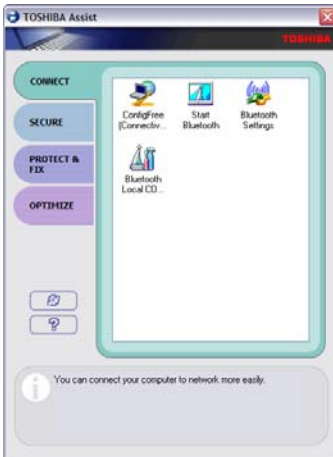 TOSHIBA Assist
TOSHIBA
CONNECT
SECURE
PROTECT &
FIX
OPTIMIZE
ConfigFree
(Connectiv...
Start
Bluetooth
Bluetooth
Settings
Bluetooth
Local CO...
?
i
You can connect your computer to network more easily.